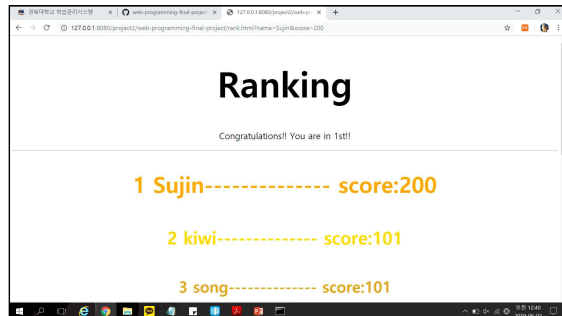 경북대학교 학습관리시스템
web-programming-final-project
127.0.0.1:8080/project2/web-p
127.0.0.1:8080/project2/web-programming-final-project/rank.html?name=Sujin&score=200
Ranking
Congratulations!! You are in 1st!!
1 Sujin-------------- score:200
2 kiwi------------- score:101
3 song------------- score:101
오전 12:40